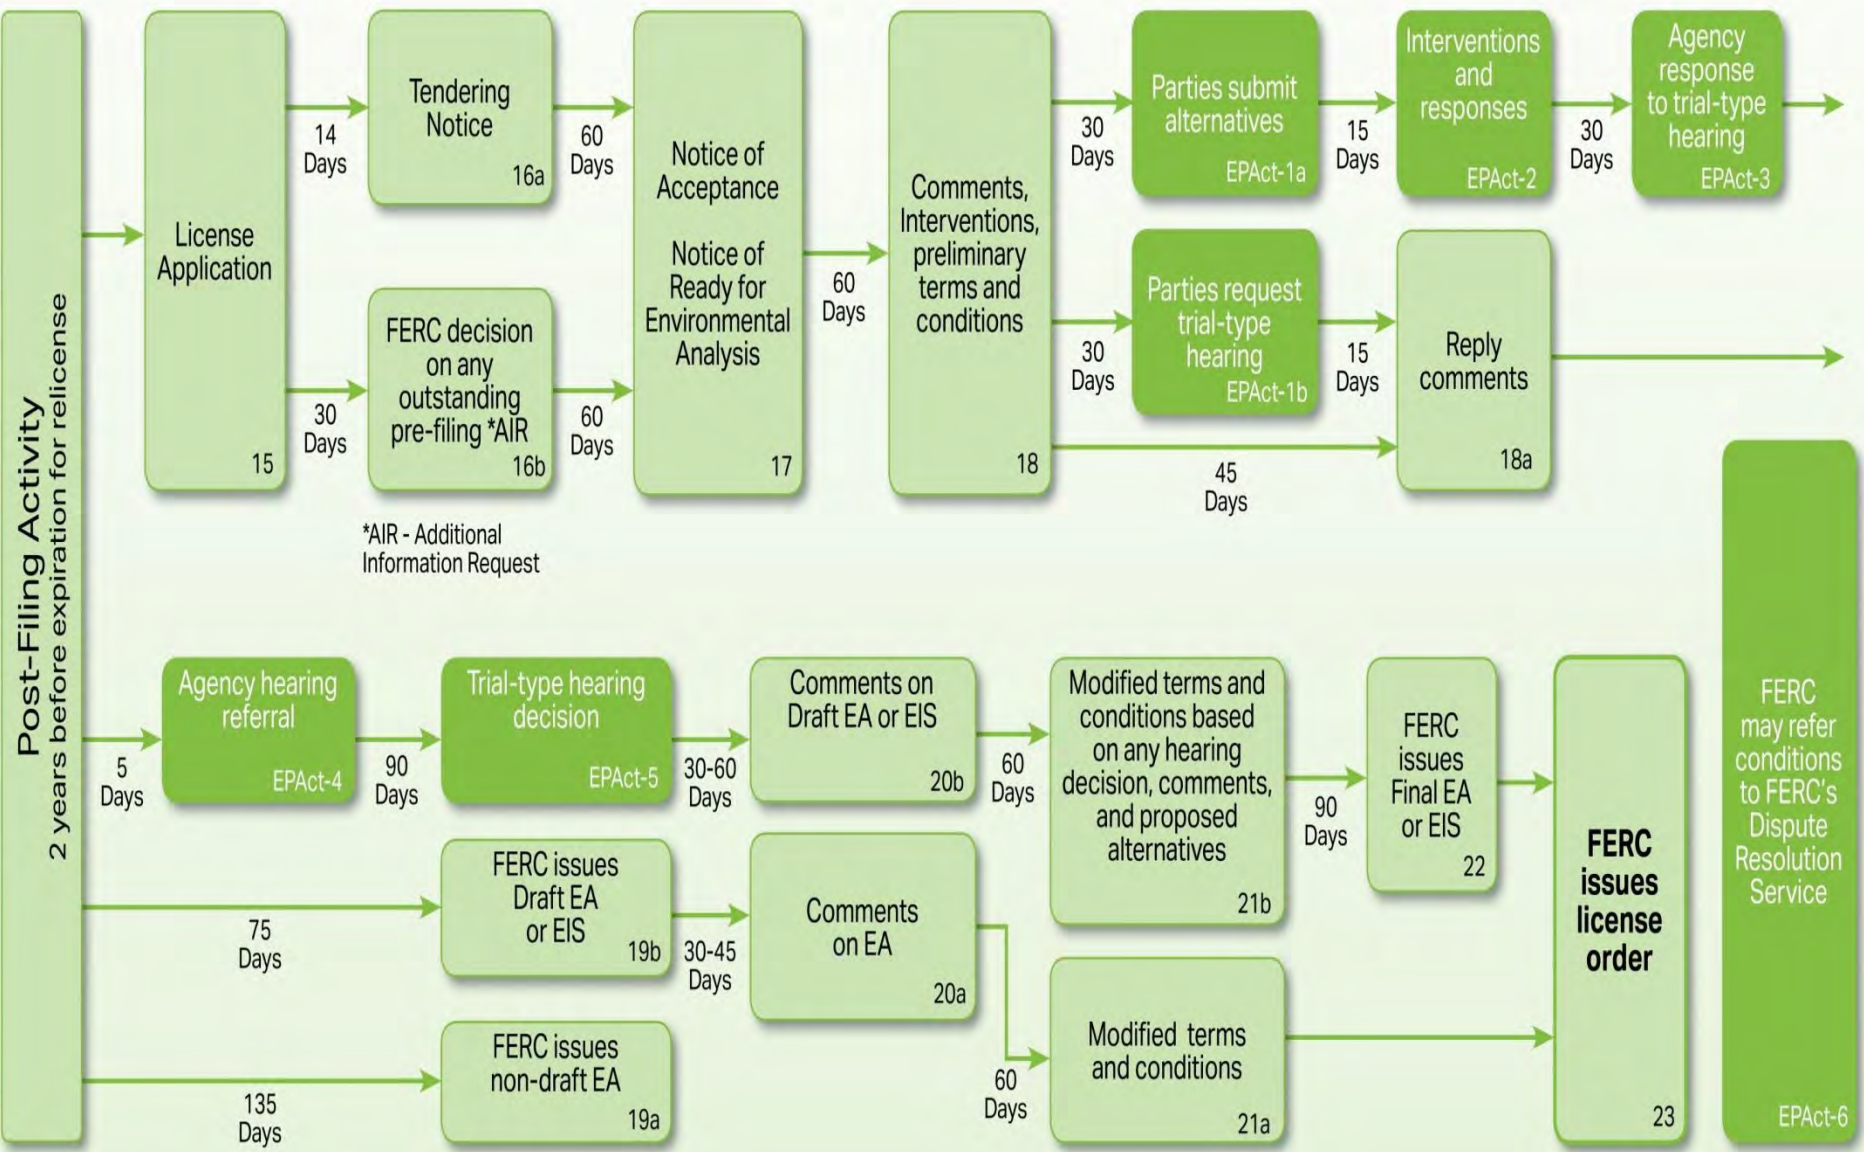 Post-Filing Activity
2 years before expiration for relicense
License
Application
15
14
Days
30
Days
Tendering
Notice
16a
FERC decision
on any
outstanding
pre-filing *AIR
16b
*AIR - Additional
Information Request
60
Days
60
Days
Notice of
Acceptance
Notice of
Ready for
Environmental
Analysis
17
60
Days
Comments,
Interventions,
preliminary
terms and
conditions
18
30
Days
30
Days
45
Days
Parties submit
alternatives
EPAct-1a
Parties request
trial-type
hearing
EPAct-1b
15
Days
15
Days
Interventions
and
responses
EPAct-2
Reply
comments
18a
30
Days
Agency
response
to trial-type
hearing
EPAct-3
5
Days
Agency hearing
referral
EPAct-4
90
Days
Trial-type hearing
decision
EPAct-5
30-60
Days
Comments on
Draft EA or EIS
20b
60
Days
Modified terms and
conditions based
on any hearing
decision, comments,
and proposed
alternatives
21b
90
Days
FERC
issues
Final EA
or EIS
22
75
Days
FERC issues
Draft EA
or EIS
19b
30-45
Days
Comments
on EA
20a
60
Days
Modified terms
and conditions
21a
135
Days
FERC issues
non-draft EA
19a
FERC
issues
license
order
23
FERC
may refer
conditions
to FERC's
Dispute
Resolution
Service
EPAct-6